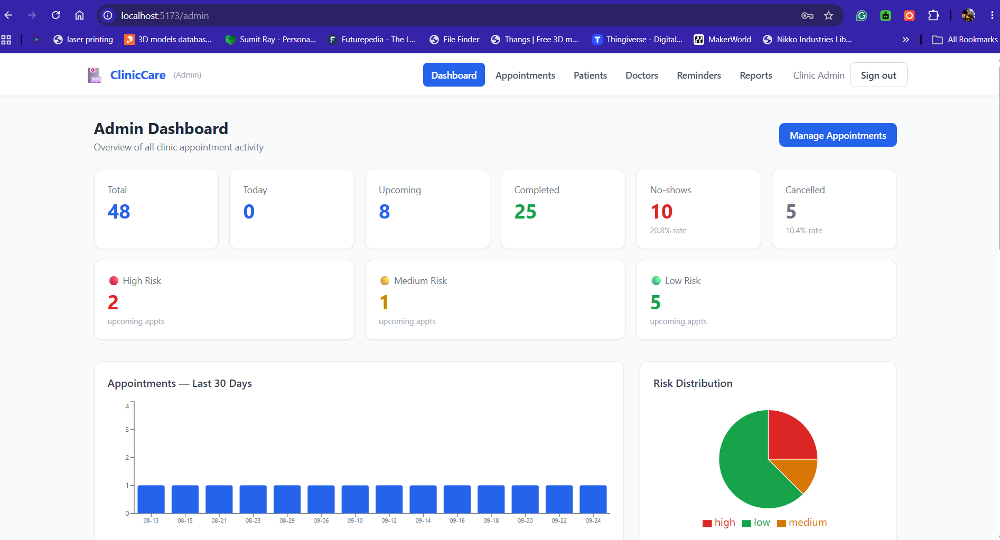 localhost:5173/admin
laser printing
3D models databas...
Sumit Ray - Persona...
Futurepedia - The L...
File Finder
Thangs | Free 3D m...
Thingiverse - Digital...
MakerWorld
Nikko Industries Lib...
»
All Bookmarks
ClinicCare (Admin)
Dashboard
Appointments
Patients
Doctors
Reminders
Reports
Clinic Admin
Sign out
Admin Dashboard
Overview of all clinic appointment activity
Manage Appointments
Total
48
Today
0
Upcoming
8
Completed
25
No-shows
10
20.8% rate
Cancelled
5
10.4% rate
High Risk
2
upcoming appts
Medium Risk
1
upcoming appts
Low Risk
5
upcoming appts
Appointments — Last 30 Days
4
3
2
1
0
08-13 08-15 08-21 08-23 08-29 09-06 09-10 09-12 09-14 09-16 09-18 09-20 09-22 09-24
Risk Distribution
high low medium